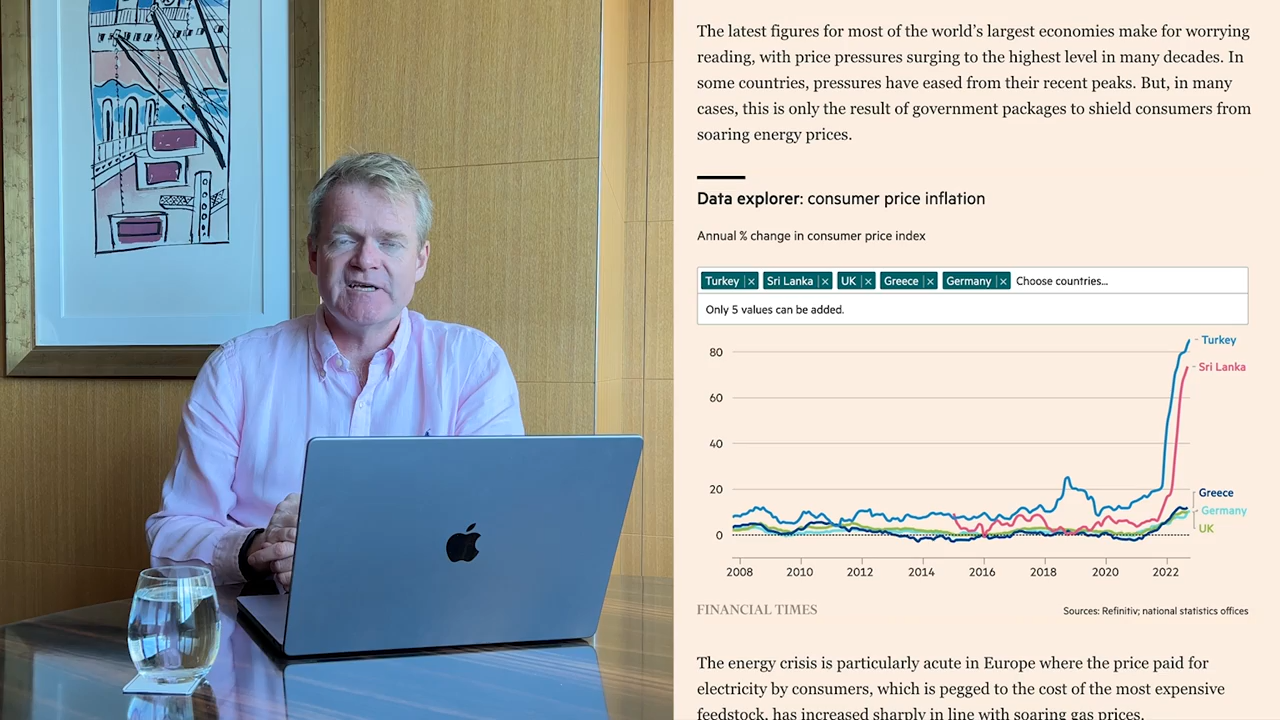 The latest figures for most of the world's largest economies make for worrying
reading, with price pressures surging to the highest level in many decades. In
some countries, pressures have eased from their recent peaks. But, in many
cases, this is only the result of government packages to shield consumers from
soaring energy prices.
Data explorer: consumer price inflation
Annual % change in consumer price index
Turkey × Sri Lanka × UK × Greece × Germany × Choose countries...
Only 5 values can be added.
Turkey
80
Sri Lanka
60
40
20
Greece
Germany
UK
0
2008 2010 2012 2014 2016 2018 2020 2022
FINANCIAL TIMES
Sources: Refinitiv; national statistics offices
The energy crisis is particularly acute in Europe where the price paid for
electricity by consumers, which is pegged to the cost of the most expensive
feedstock, has increased sharply in line with soaring gas prices.